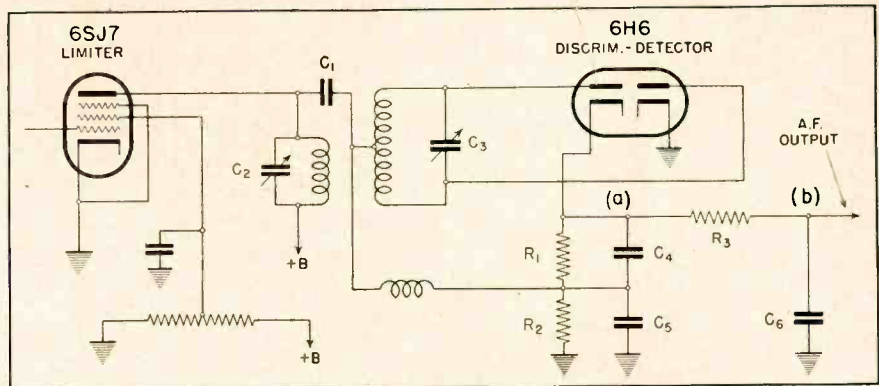 6SJ7
LIMITER
6H6
DISCRIM.-DETECTOR
C1
C2
C3
A.F.
OUTPUT
(a)
(b)
R1
C4
R3
R2
C5
C6
+B
+B